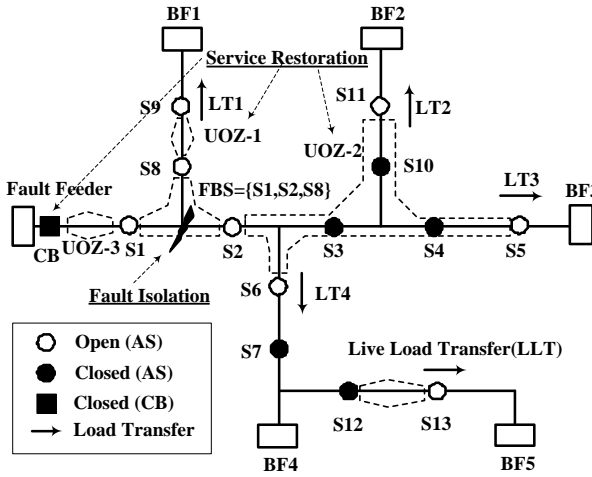 BF1
BF2
Service Restoration
S9
LT1
S11
LT2
UOZ-1
UOZ-2
S8
S10
Fault Feeder
FBS={S1,S2,S8}
LT3
BF3
CB
UOZ-3
S1
S2
S3
S4
S5
Fault Isolation
S6
LT4
S7
Open (AS)
Closed (AS)
Closed (CB)
Load Transfer
Live Load Transfer(LLT)
S12
S13
BF4
BF5